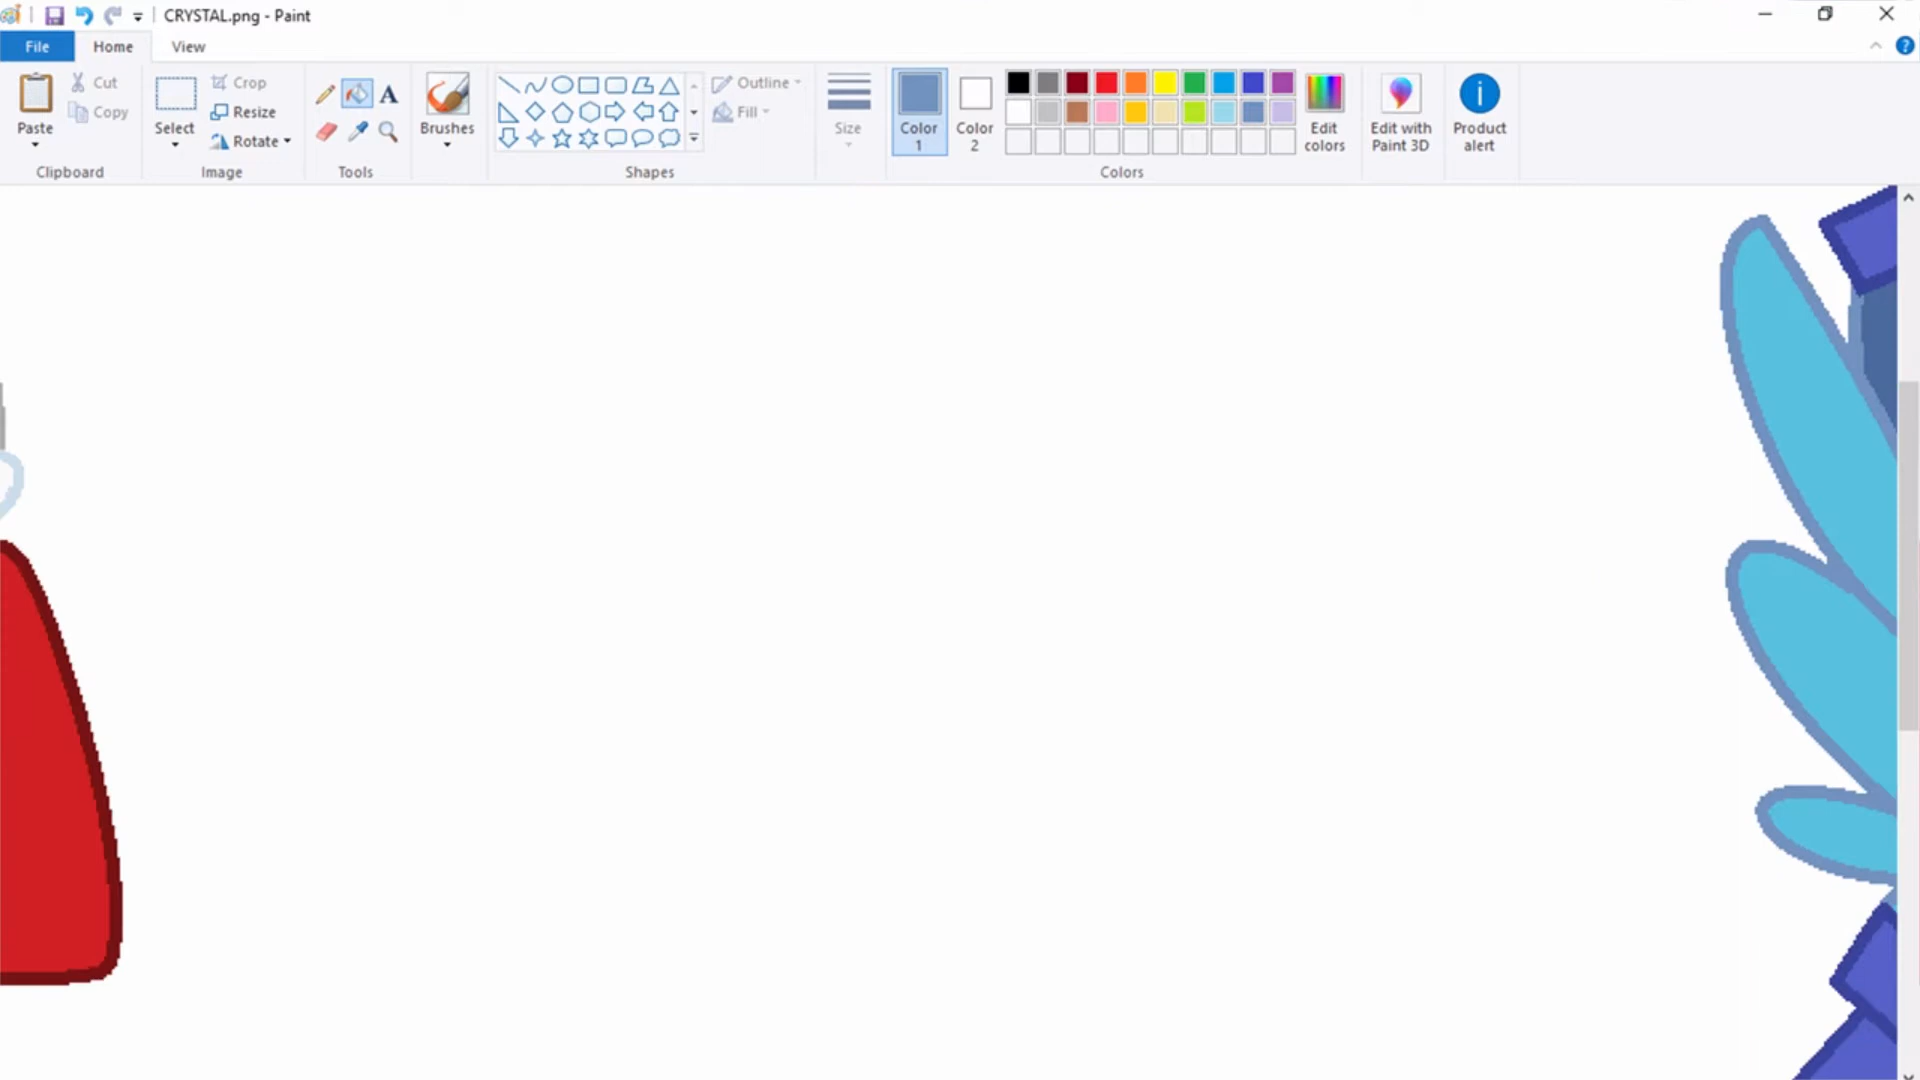 CRYSTAL.png - Paint
File Home View
Paste
Cut
Copy
Clipboard
Select
Crop
Resize
Rotate
Image
A
Tools
Brushes
Shapes
Outline
Fill
Size
Color 1
Color 2
Edit colors
Colors
Edit with Paint 3D
Product alert